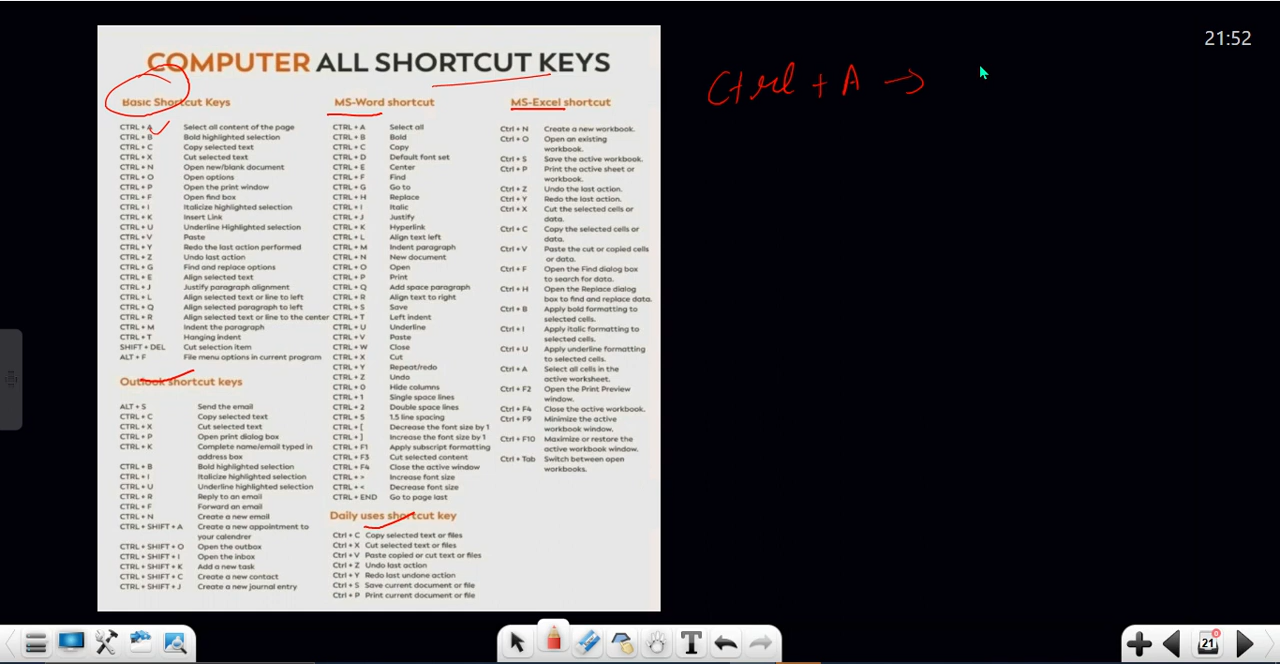 21:52
COMPUTER ALL SHORTCUT KEYS
Ctrl + A →
Basic Shortcut Keys
CTRL + A Select all content of the page
CTRL + B Bold highlighted selection
CTRL + C Copy selected text
CTRL + X Cut selected text
CTRL + N Open new/blank document
CTRL + O Open options
CTRL + P Open the print window
CTRL + F Open find box
CTRL + I Italicize highlighted selection
CTRL + K Insert Link
CTRL + U Underline Highlighted selection
CTRL + V Paste
CTRL + Y Redo the last action performed
CTRL + Z Undo last action
CTRL + G Find and replace options
CTRL + E Align selected text
CTRL + J Justify paragraph alignment
CTRL + L Align selected text or line to left
CTRL + Q Align selected paragraph to left
CTRL + R Align selected text or line to the center
CTRL + M Indent the paragraph
CTRL + T Hanging indent
SHIFT + DEL Cut selection item
ALT + F File menu options in current program
Outlook shortcut keys
ALT + S Send the email
CTRL + C Copy selected text
CTRL + X Cut selected text
CTRL + P Open print dialog box
CTRL + K Complete name/email typed in
address box
CTRL + B Bold highlighted selection
CTRL + I Italicize highlighted selection
CTRL + U Underline highlighted selection
CTRL + R Reply to an email
CTRL + F Forward an email
CTRL + N Create a new email
CTRL + SHIFT + A Create a new appointment to
your calendrer
CTRL + SHIFT + O Open the outbox
CTRL + SHIFT + I Open the inbox
CTRL + SHIFT + K Add a new task
CTRL + SHIFT + C Create a new contact
CTRL + SHIFT + J Create a new journal entry
MS-Word shortcut
CTRL + A Select all
CTRL + B Bold
CTRL + C Copy
CTRL + D Default font set
CTRL + E Center
CTRL + F Find
CTRL + G Go to
CTRL + H Replace
CTRL + I Italic
CTRL + J Justify
CTRL + K Hyperlink
CTRL + L Align text left
CTRL + M Indent paragraph
CTRL + N New document
CTRL + O Open
CTRL + P Print
CTRL + Q Add space paragraph
CTRL + R Align text to right
CTRL + S Save
CTRL + T Left indent
CTRL + U Underline
CTRL + V Paste
CTRL + W Close
CTRL + X Cut
CTRL + Y Repeat/redo
CTRL + Z Undo
CTRL + 0 Hide columns
CTRL + 1 Single space lines
CTRL + 2 Double space lines
CTRL + 5 1.5 line spacing
CTRL + [ Decrease the font size by 1
CTRL + ] Increase the font size by 1
CTRL + F1 Apply subscript formatting
CTRL + F3 Cut selected content
CTRL + F4 Close the active window
CTRL + > Increase font size
CTRL + < Decrease font size
CTRL + END Go to page last
Daily uses shortcut key
Ctrl + C Copy selected text or files
Ctrl + X Cut selected text or files
Ctrl + V Paste copied or cut text or files
Ctrl + Z Undo last action
Ctrl + Y Redo last undone action
Ctrl + S Save current document or file
Ctrl + P Print current document or file
MS-Excel shortcut
Ctrl + N Create a new workbook.
Ctrl + O Open an existing
workbook.
Ctrl + S Save the active workbook.
Ctrl + P Print the active sheet or
workbook.
Ctrl + Z Undo the last action.
Ctrl + Y Redo the last action.
Ctrl + X Cut the selected cells or
data.
Ctrl + C Copy the selected cells or
data.
Ctrl + V Paste the cut or copied cells
or data.
Ctrl + F Open the Find dialog box
to search for data.
Ctrl + H Open the Replace dialog
box to find and replace data.
Ctrl + B Apply bold formatting to
selected cells.
Ctrl + I Apply italic formatting to
selected cells.
Ctrl + U Apply underline formatting
to selected cells.
Ctrl + A Select all cells in the
active worksheet.
Ctrl + F2 Open the Print Preview
window.
Ctrl + F4 Close the active workbook.
Ctrl + F9 Minimize the active
workbook window.
Ctrl + F10 Maximize or restore the
active workbook window.
Ctrl + Tab Switch between open
workbooks.
T
21